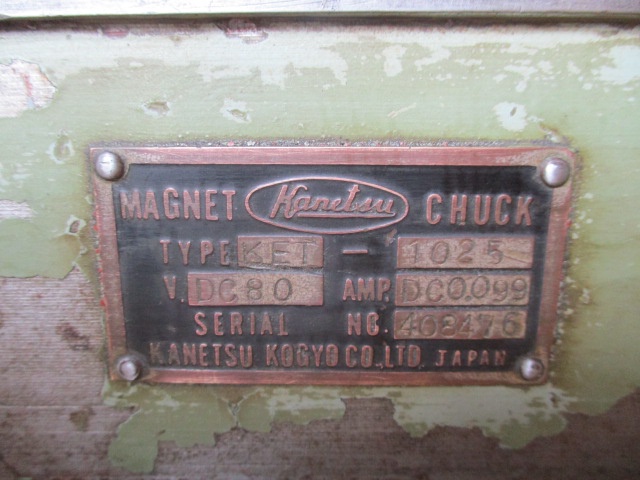 MAGNET Kanetsu CHUCK
TYPE KET - 1025
V. DC80 AMP. DC0.099
SERIAL NO. 408476
KANETSU KOGYO CO., LTD. JAPAN